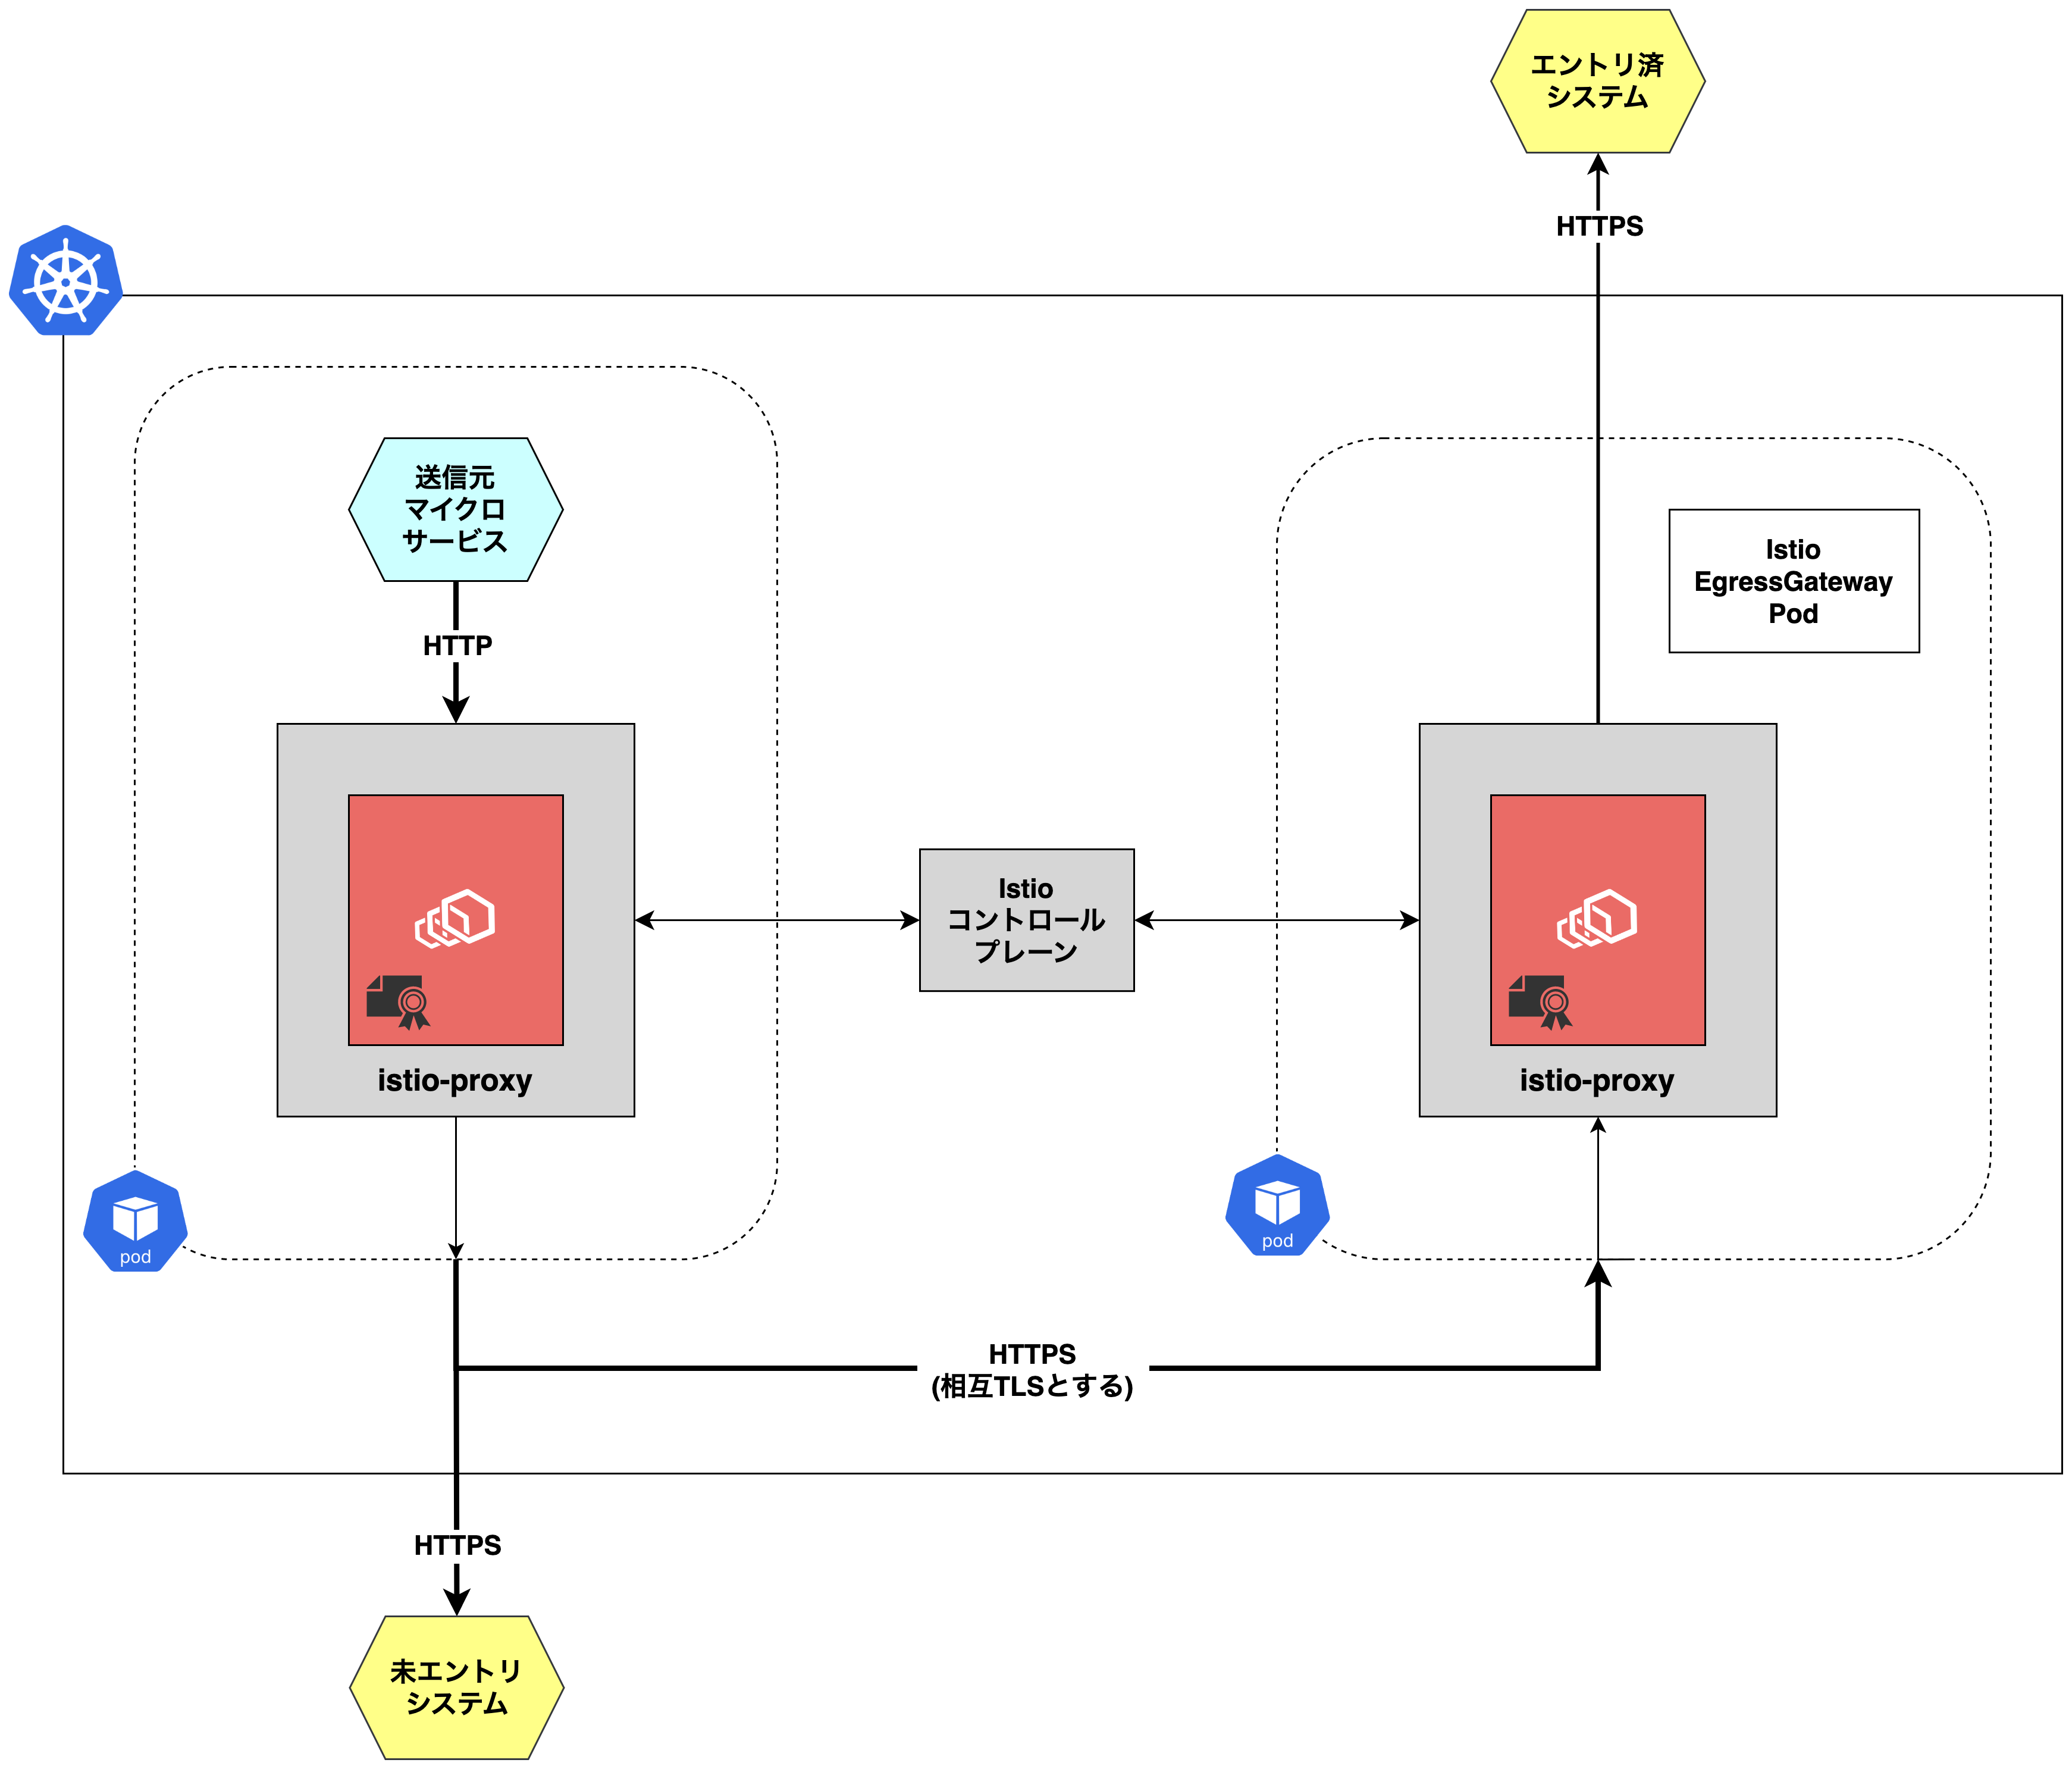 エントリ済
システム
HTTPS
送信元
マイクロ
サービス
HTTP
Istio
EgressGateway
Pod
Istio
コントロール
プレーン
istio-proxy
istio-proxy
pod
pod
HTTPS
(相互TLSとする)
HTTPS
未エントリ
システム